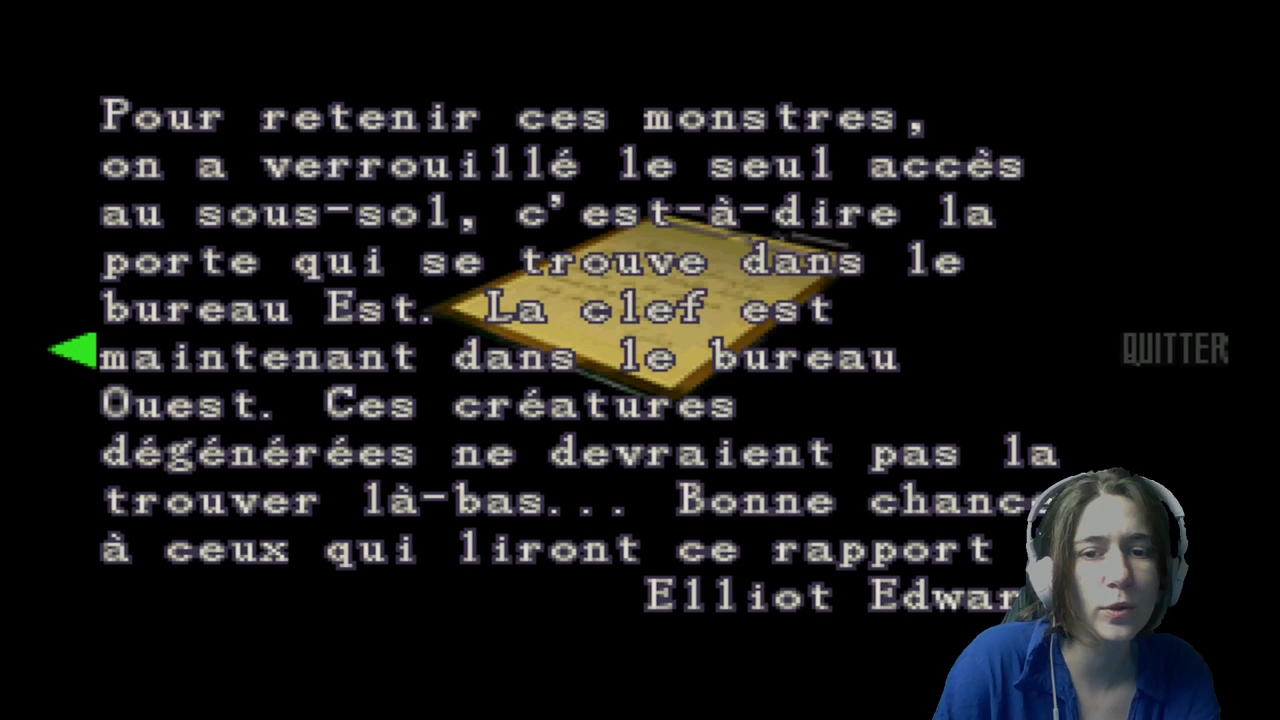 Pour retenir ces monstres,
on a verrouillé le seul accès
au sous-sol, c'est-à-dire la
porte qui se trouve dans le
bureau Est. La clef est
maintenant dans le bureau
QUITTER
Ouest. Ces créatures
dégénérées ne devraient pas la
trouver là-bas... Bonne chance
à ceux qui liront ce rapport
Elliot